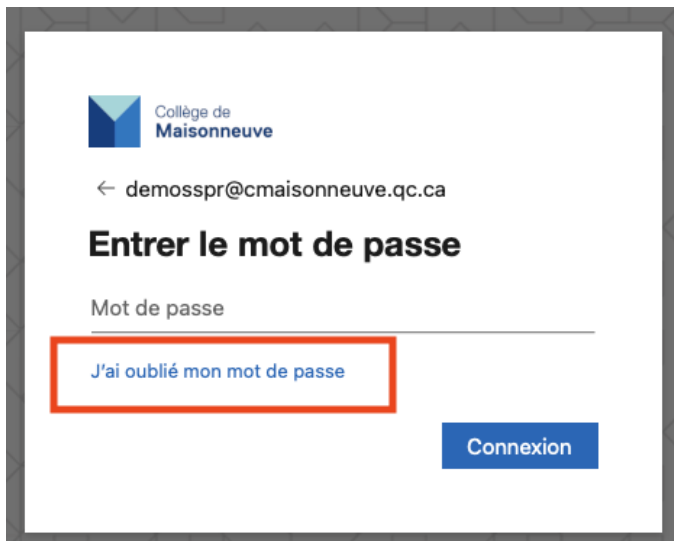 Collège de
Maisonneuve
← demosspr@cmaisonneuve.qc.ca
Entrer le mot de passe
Mot de passe
J'ai oublié mon mot de passe
Connexion